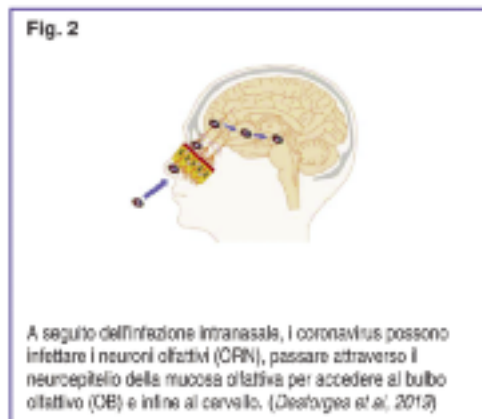 Fig. 2
A seguito dell'infezione intranasale, i coronavirus possono
infettare i neuroni olfattivi (ORN), passare attraverso il
neuroepitelio della mucosa olfattiva per accedere al bulbo
olfattivo (OB) e infine al cervello. (Desforges et al, 2019)